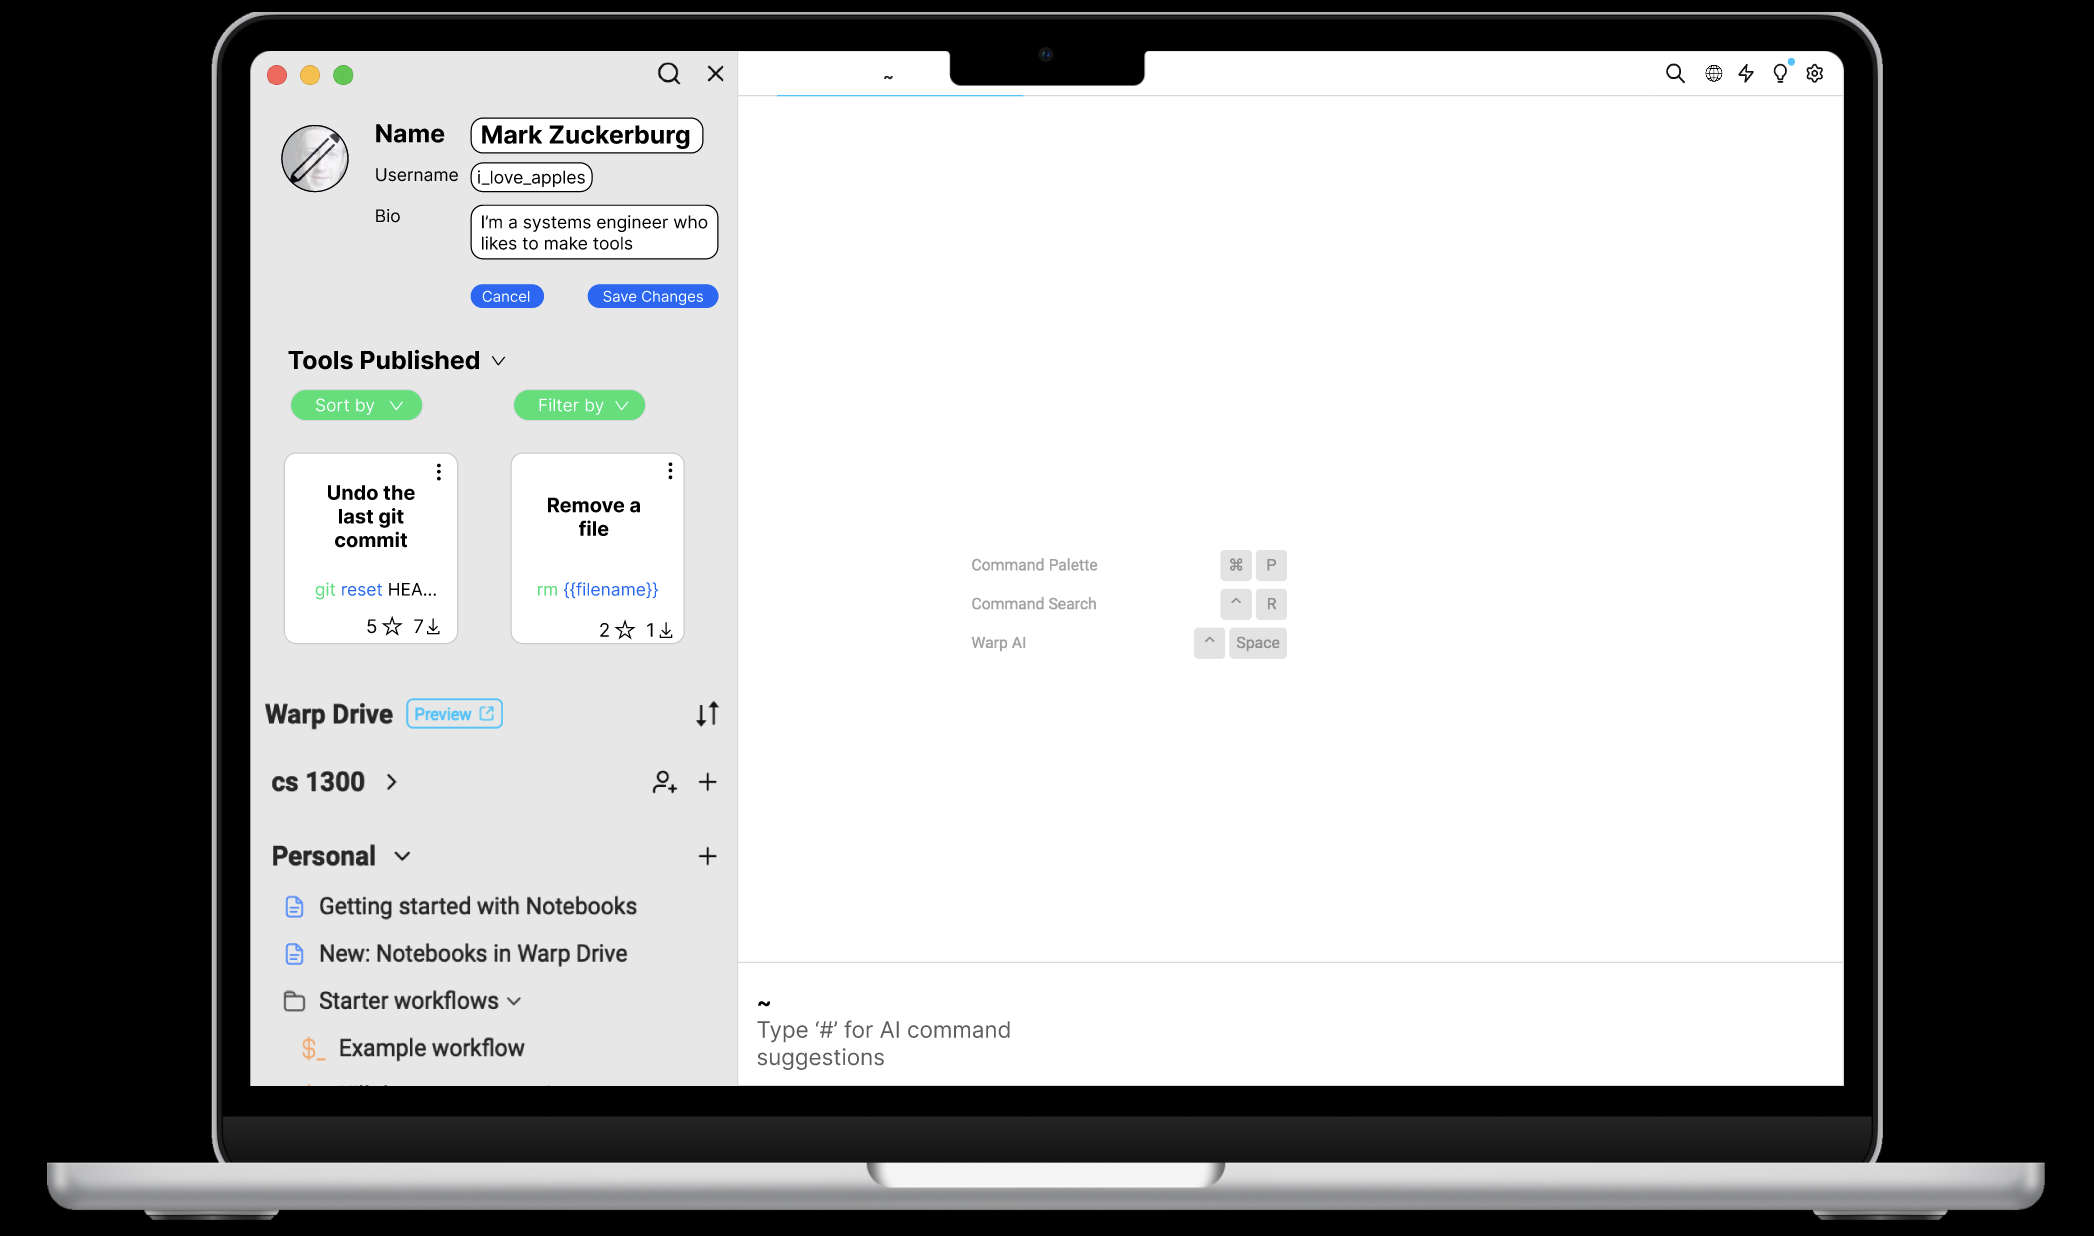 ~
Name
Mark Zuckerburg
Username
i_love_apples
Bio
I'm a systems engineer who
likes to make tools
Cancel
Save Changes
Tools Published
Sort by
Filter by
Undo the
last git
commit
git reset HEA...
5 7
Remove a
file
rm {{filename}}
2 1
Warp Drive
Preview
cs 1300
Personal
Getting started with Notebooks
New: Notebooks in Warp Drive
Starter workflows
$_ Example workflow
Command Palette ⌘ P
Command Search ^ R
Warp AI ^ Space
~
Type ‘#’ for AI command
suggestions